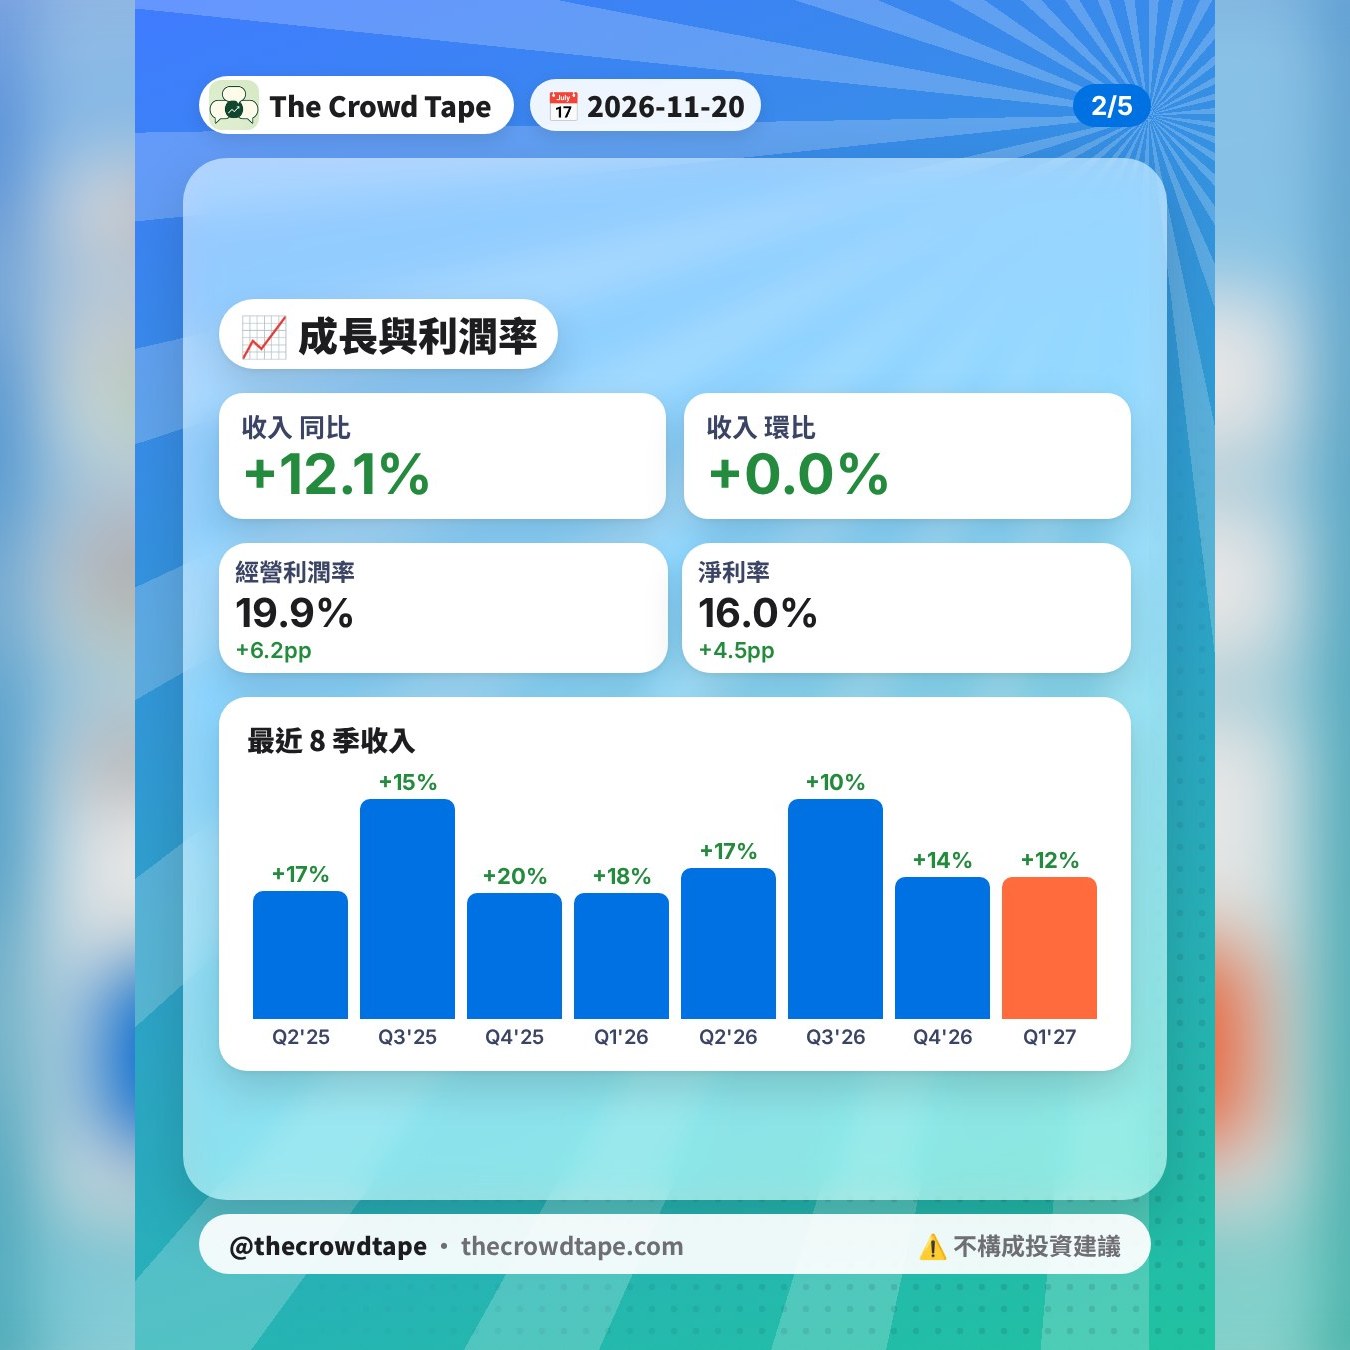 The Crowd Tape
July 17 2026-11-20
2/5
成長與利潤率
收入 同比
+12.1%
收入 環比
+0.0%
經營利潤率
19.9%
+6.2pp
淨利率
16.0%
+4.5pp
最近 8 季收入
+17% +15% +20% +18% +17% +10% +14% +12%
Q2'25 Q3'25 Q4'25 Q1'26 Q2'26 Q3'26 Q4'26 Q1'27
@thecrowdtape • thecrowdtape.com
不構成投資建議